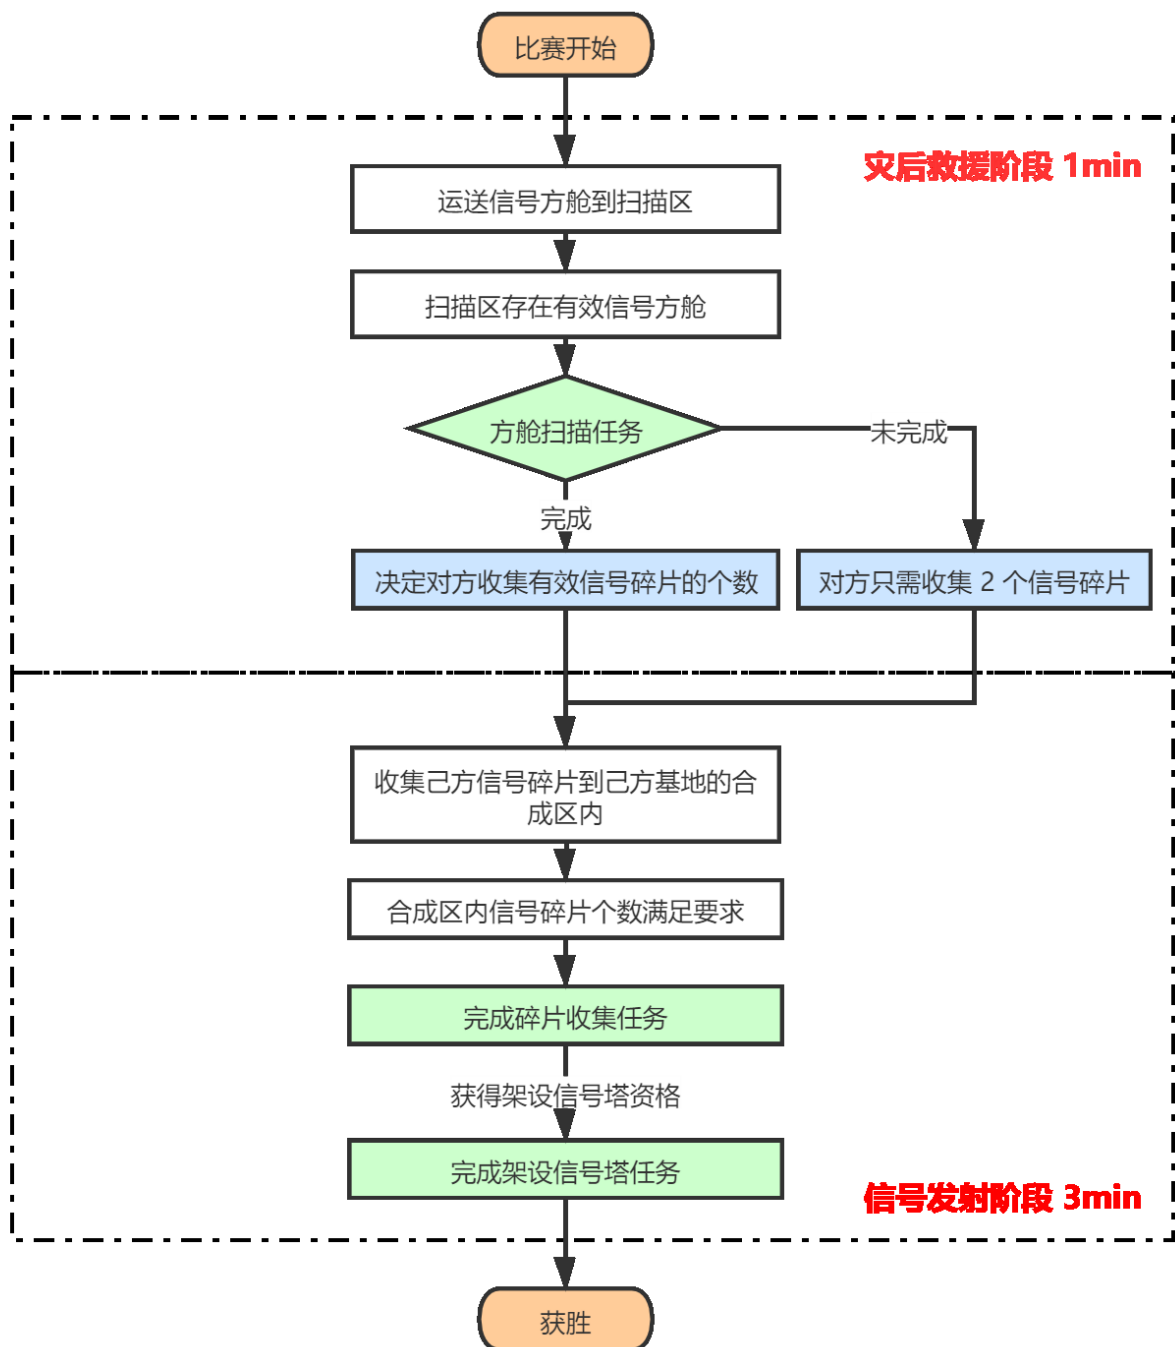 比赛开始
灾后救援阶段 1min
运送信号方舱到扫描区
扫描区存在有效信号方舱
方舱扫描任务
未完成
完成
决定对方收集有效信号碎片的个数
对方只需收集 2 个信号碎片
收集己方信号碎片到己方基地的合
成区内
合成区内信号碎片个数满足要求
完成碎片收集任务
获得架设信号塔资格
完成架设信号塔任务
信号发射阶段 3min
获胜